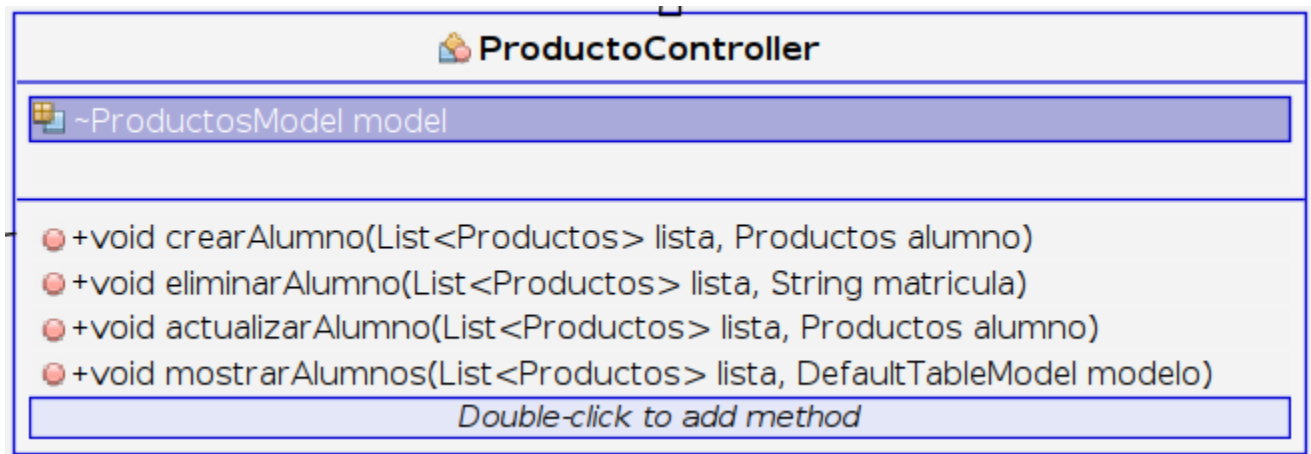 ProductoController
~ProductosModel model
+void crearAlumno(List<Productos> lista, Productos alumno)
+void eliminarAlumno(List<Productos> lista, String matricula)
+void actualizarAlumno(List<Productos> lista, Productos alumno)
+void mostrarAlumnos(List<Productos> lista, DefaultTableModel modelo)
Double-click to add method